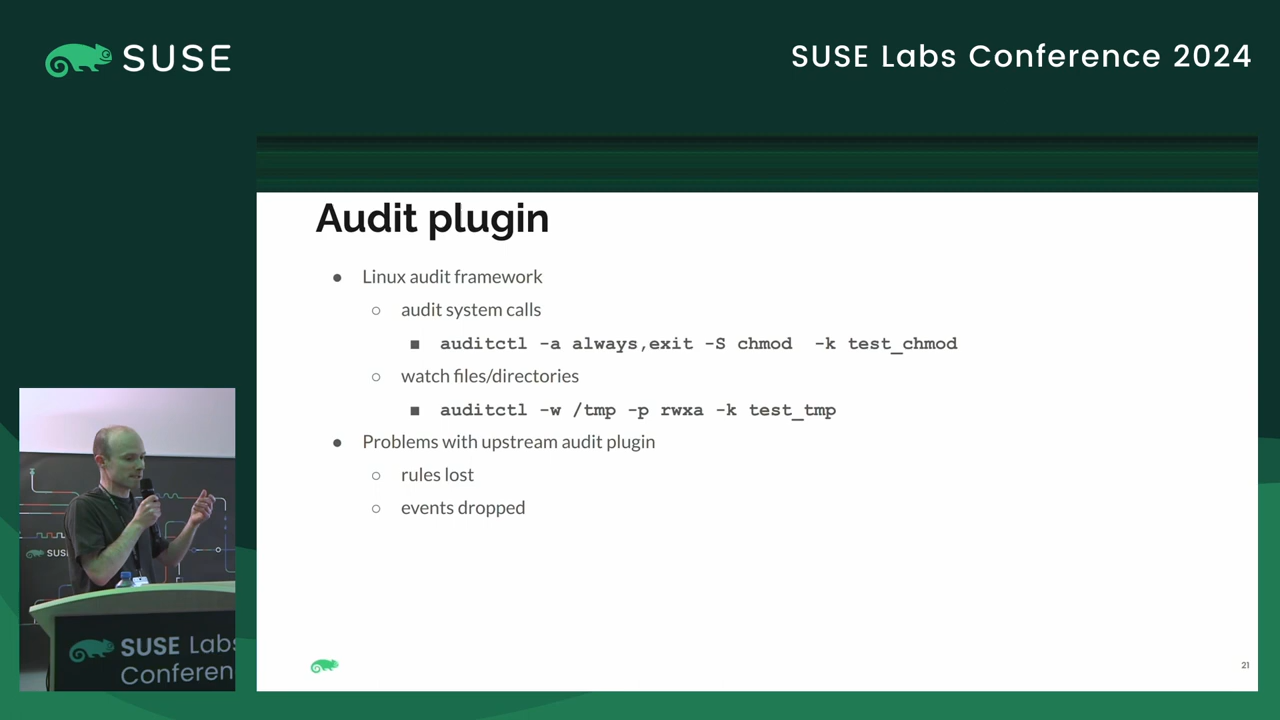 SUSE
SUSE Labs Conference 2024
Audit plugin
● Linux audit framework
○ audit system calls
■ auditctl -a always,exit -S chmod  -k test_chmod
○ watch files/directories
■ auditctl -w /tmp -p rwxa -k test_tmp
● Problems with upstream audit plugin
○ rules lost
○ events dropped
SUS
SUSE Labs
Conferen
21